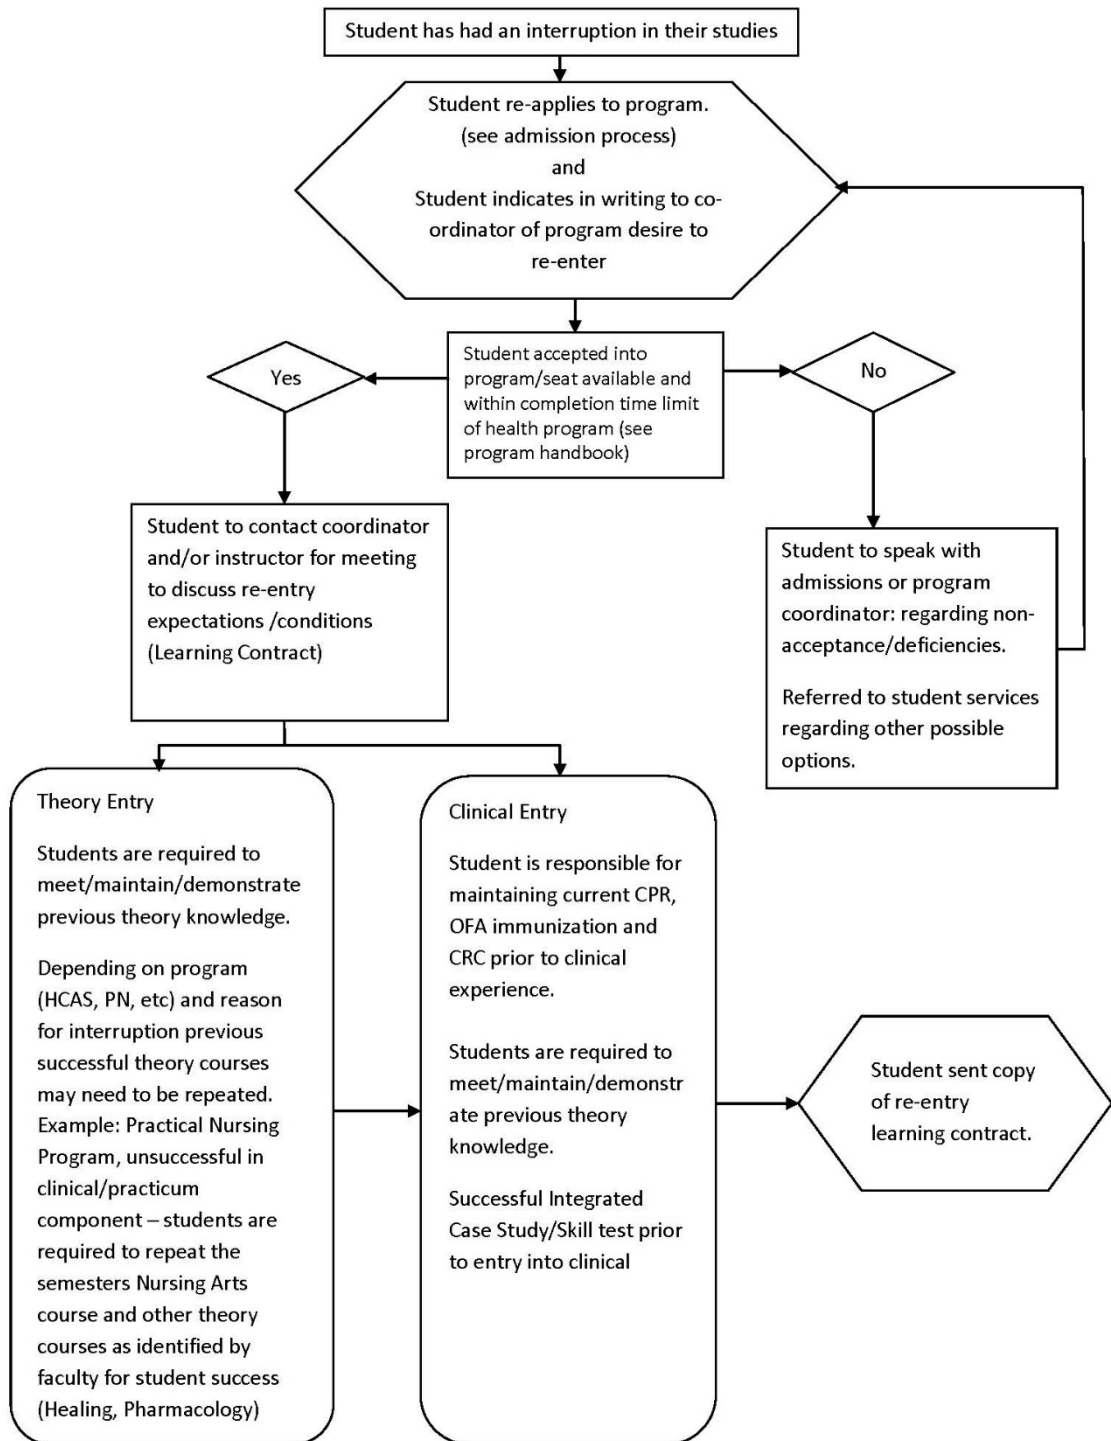 Student has had an interruption in their studies
Student re-applies to program.
(see admission process)
and
Student indicates in writing to co-
ordinator of program desire to
re-enter
Yes
Student accepted into
program/seat available and
within completion time limit
of health program (see
program handbook)
No
Student to contact coordinator
and/or instructor for meeting
to discuss re-entry
expectations /conditions
(Learning Contract)
Student to speak with
admissions or program
coordinator: regarding non-
acceptance/deficiencies.
Referred to student services
regarding other possible
options.
Theory Entry
Students are required to
meet/maintain/demonstrate
previous theory knowledge.
Depending on program
(HCAS, PN, etc) and reason
for interruption previous
successful theory courses
may need to be repeated.
Example: Practical Nursing
Program, unsuccessful in
clinical/practicum
component – students are
required to repeat the
semesters Nursing Arts
course and other theory
courses as identified by
faculty for student success
(Healing, Pharmacology)
Clinical Entry
Student is responsible for
maintaining current CPR,
OFA immunization and
CRC prior to clinical
experience.
Students are required to
meet/maintain/demonstr
ate previous theory
knowledge.
Successful Integrated
Case Study/Skill test prior
to entry into clinical
Student sent copy
of re-entry
learning contract.